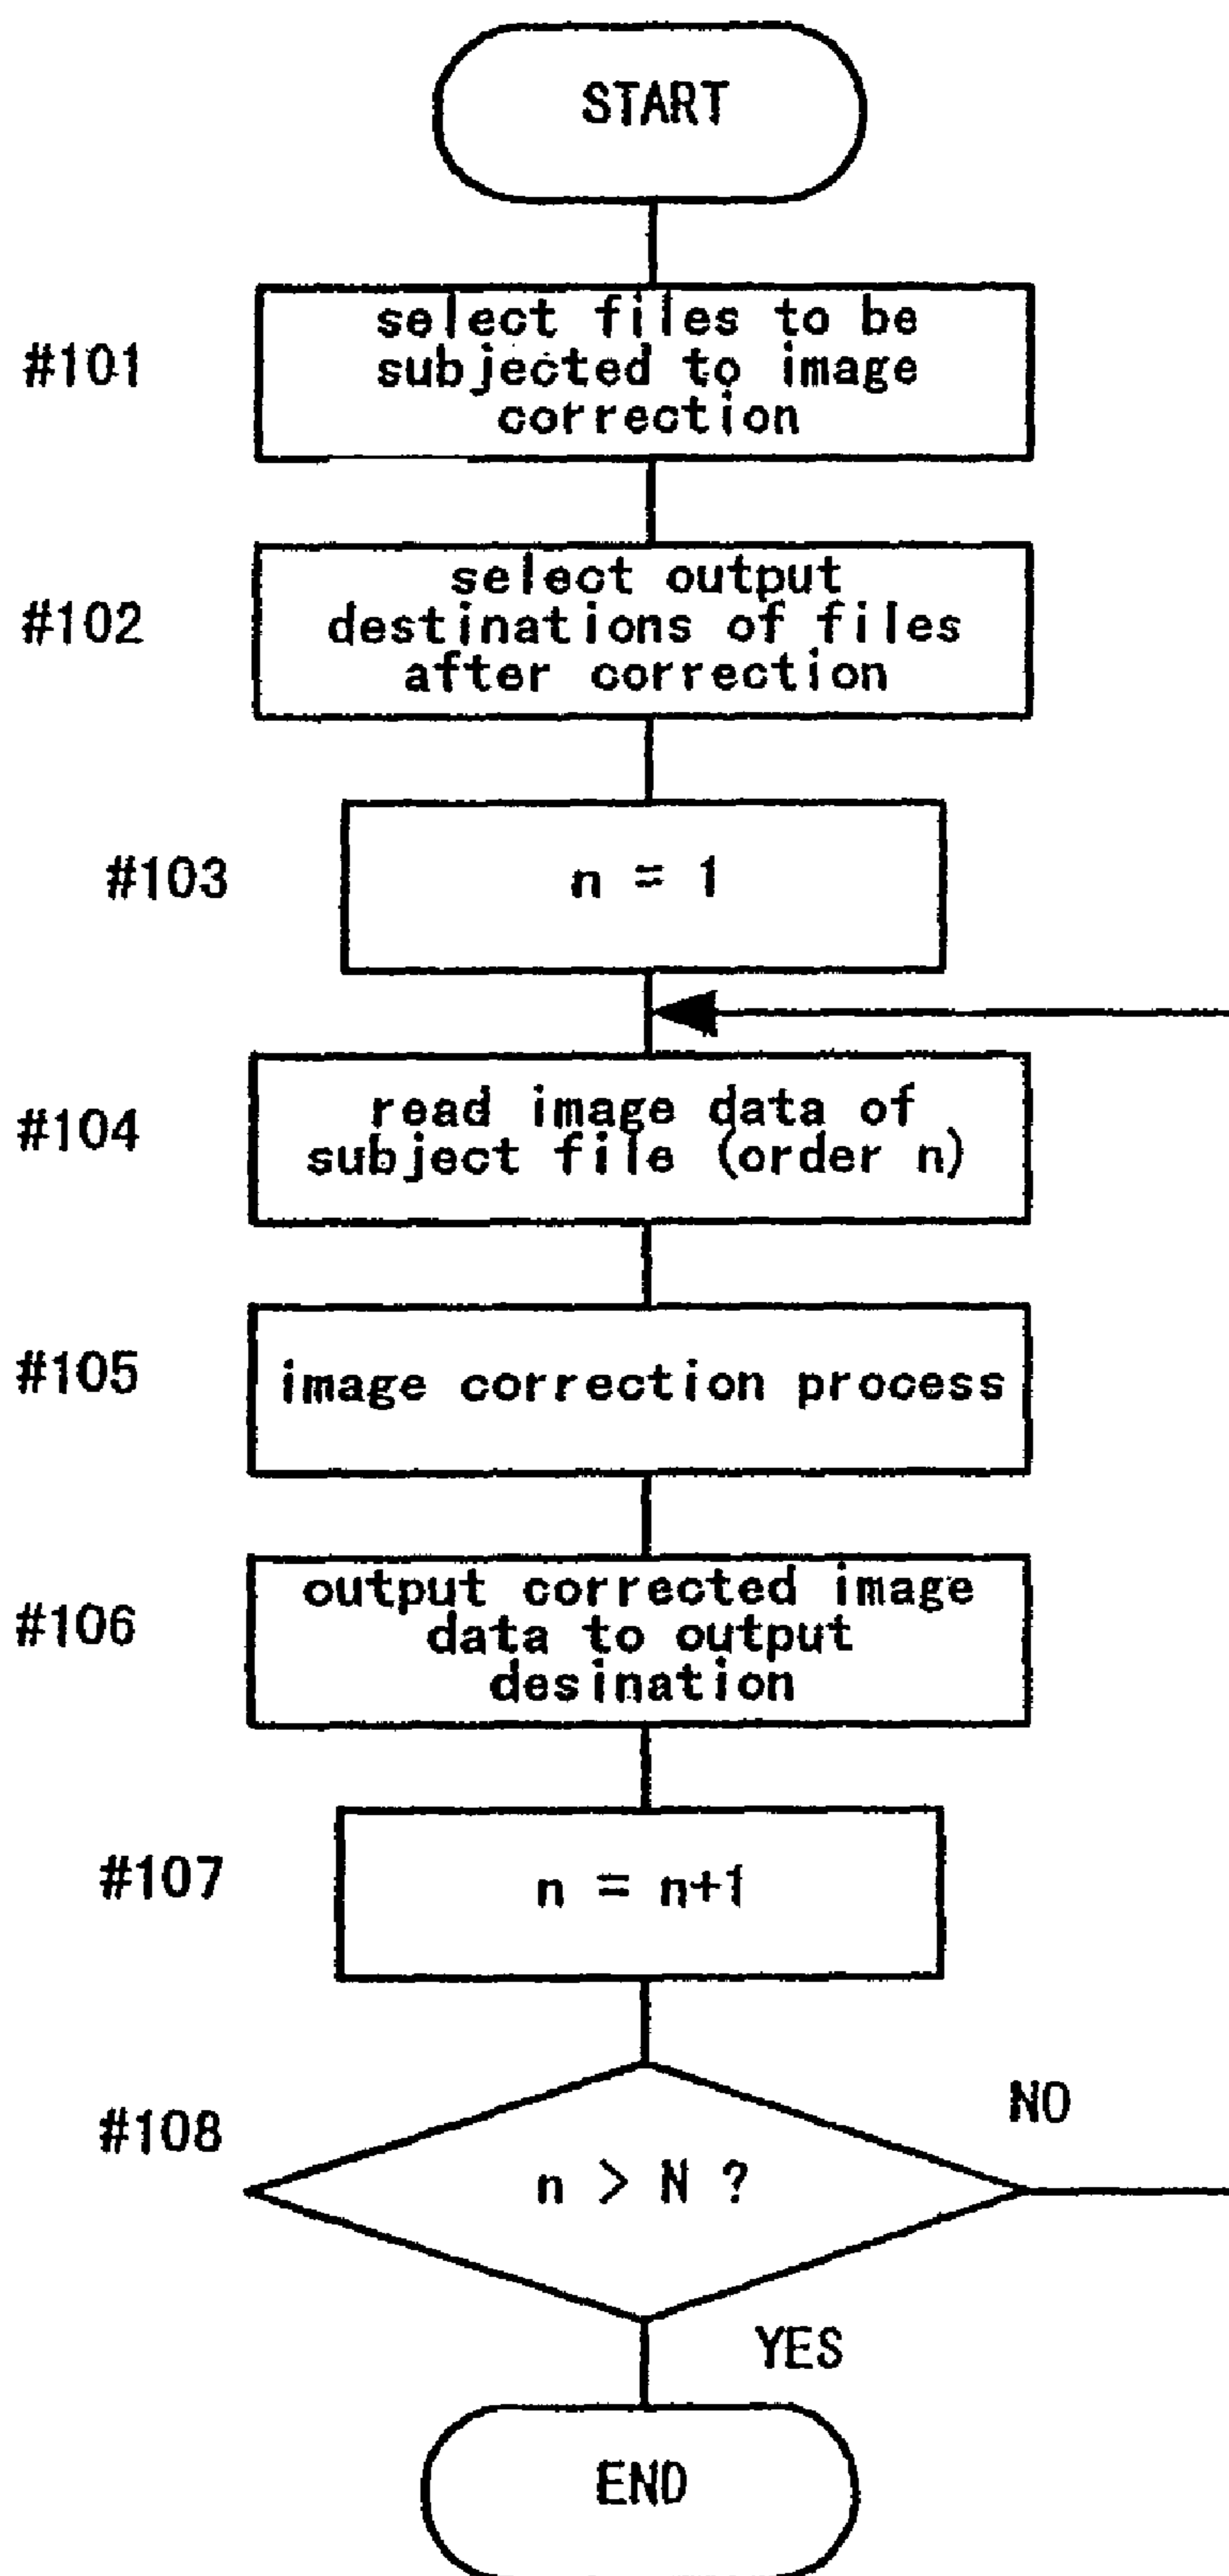 START
#101
select files to be
subjected to image
correction
#102
select output
destinations of files
after correction
#103
n = 1
#104
read image data of
subject file (order n)
#105
image correction process
#106
output corrected image
data to output
desination
#107
n = n+1
#108
n > N ?
NO
YES
END